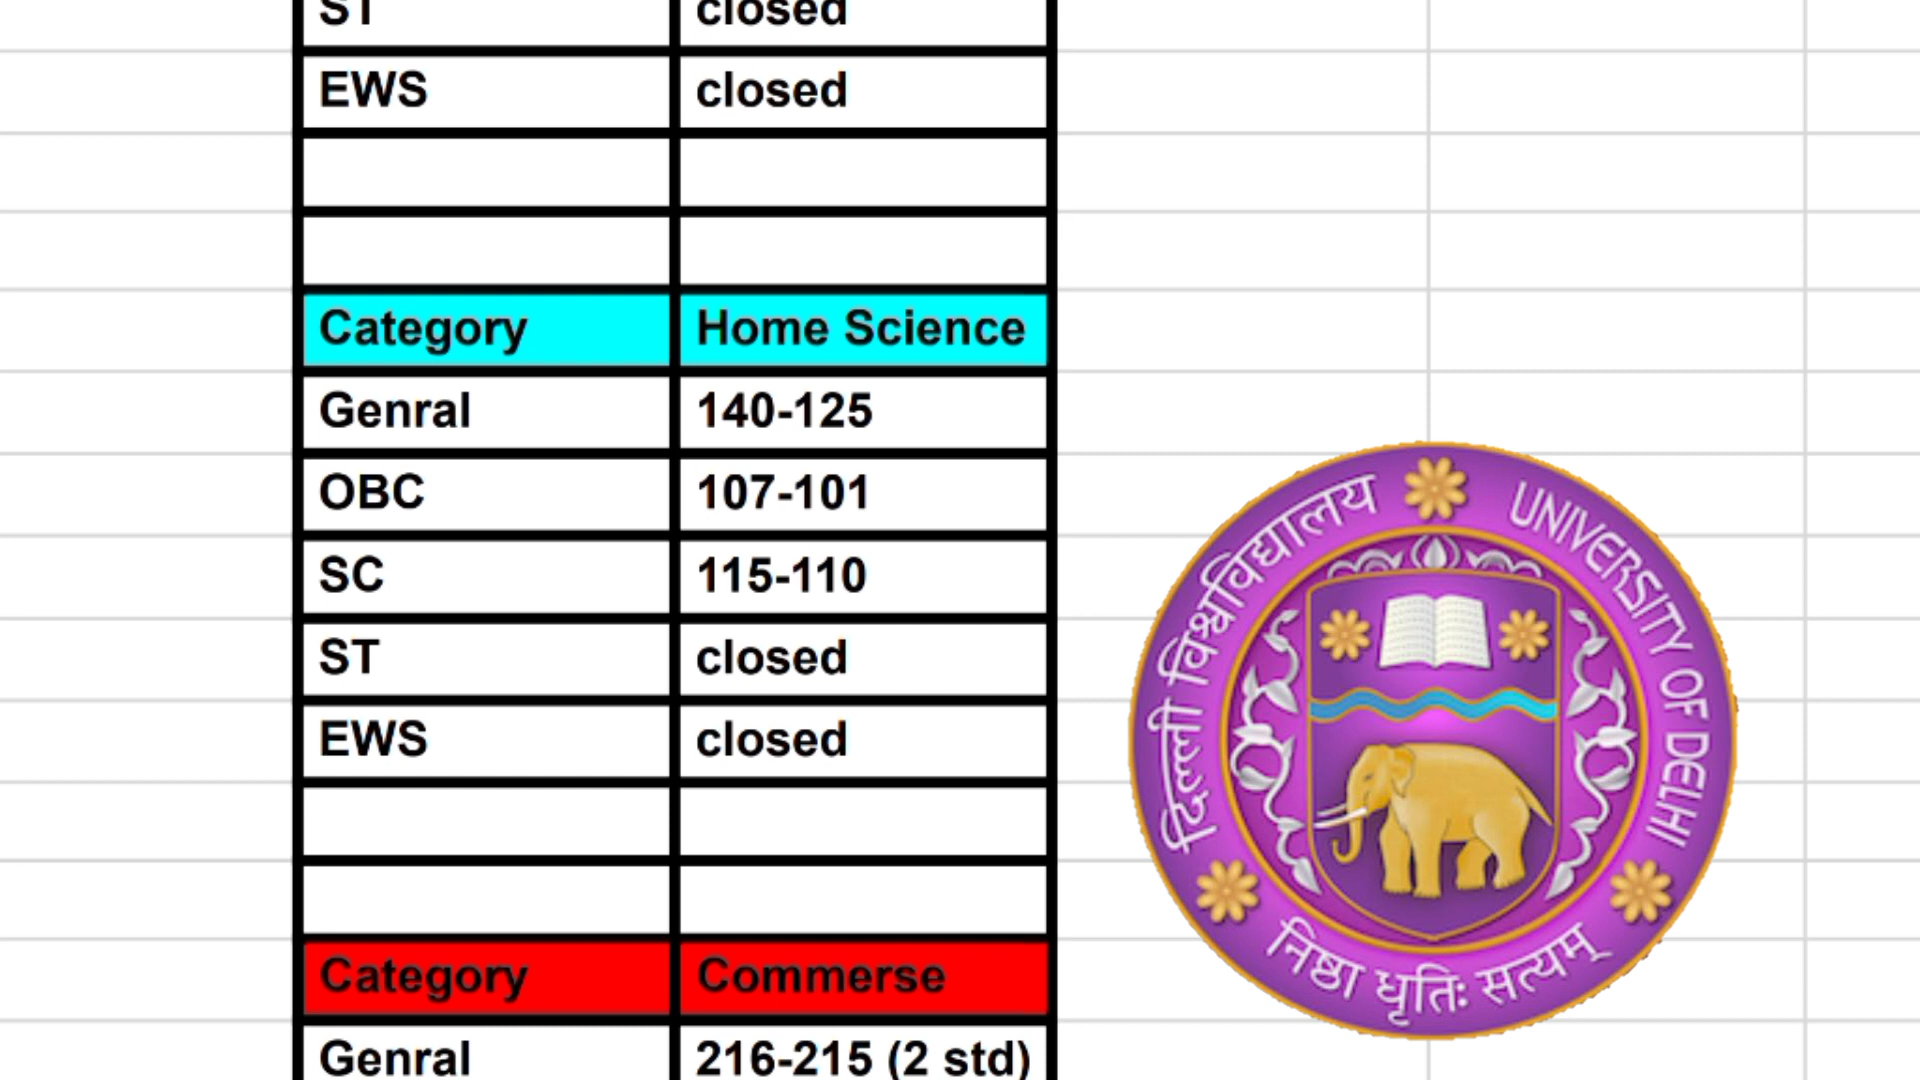 ST closed
EWS closed
Category Home Science
Genral 140-125
OBC 107-101
SC 115-110
ST closed
EWS closed
Category Commerse
Genral 216-215 (2 std)
दिल्ली विश्वविद्यालय
UNIVERSITY OF DELHI
निष्ठा धृतिः सत्यम्